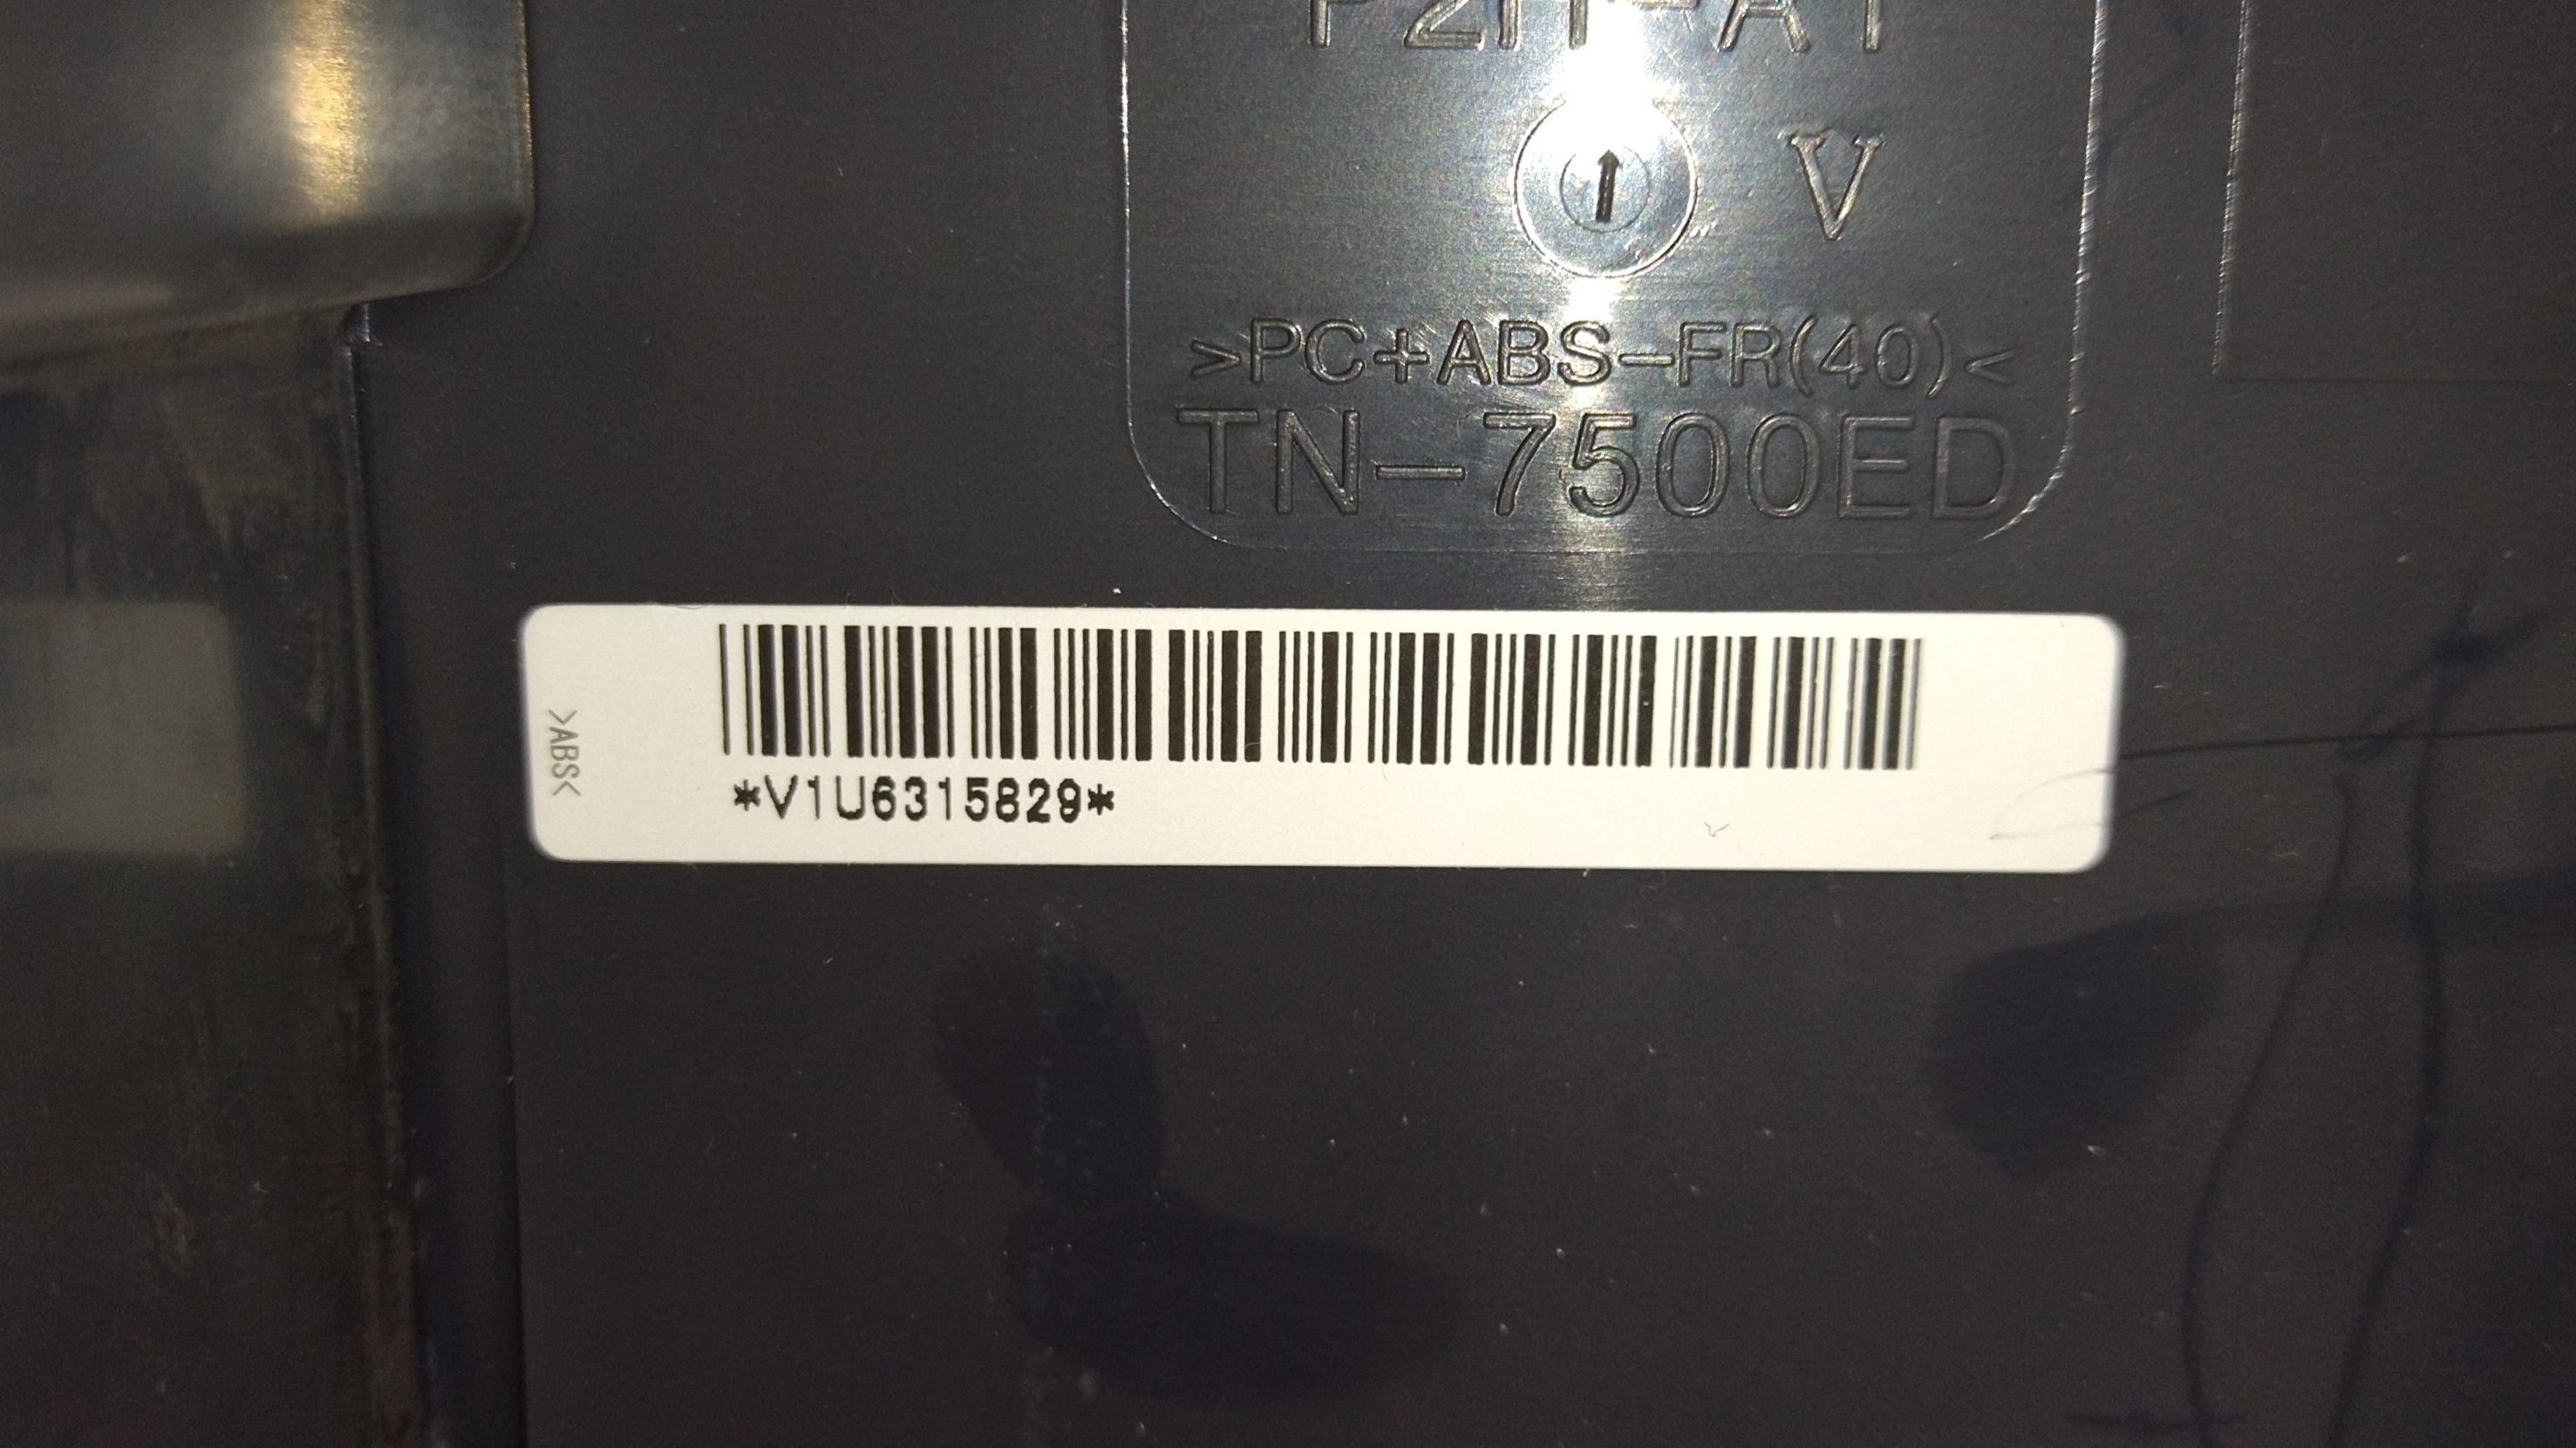 V
>PC+ABS-FR(40)<
TN-7500ED
>ABS<
*V1U6315829*